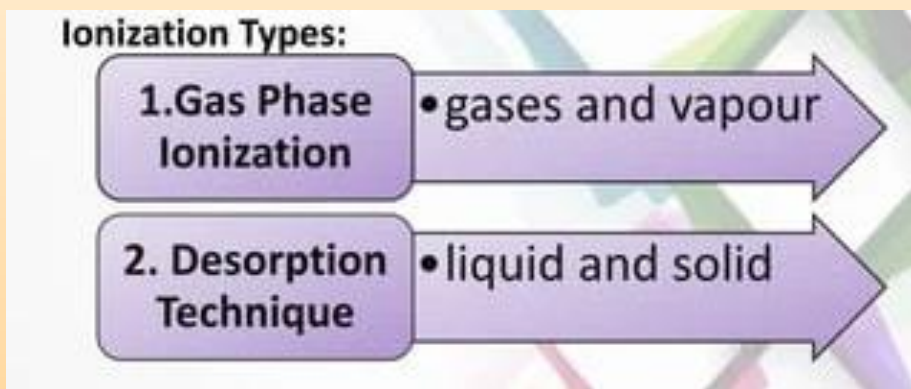 Ionization Types:
1.Gas Phase
Ionization
•gases and vapour
2. Desorption
Technique
•liquid and solid